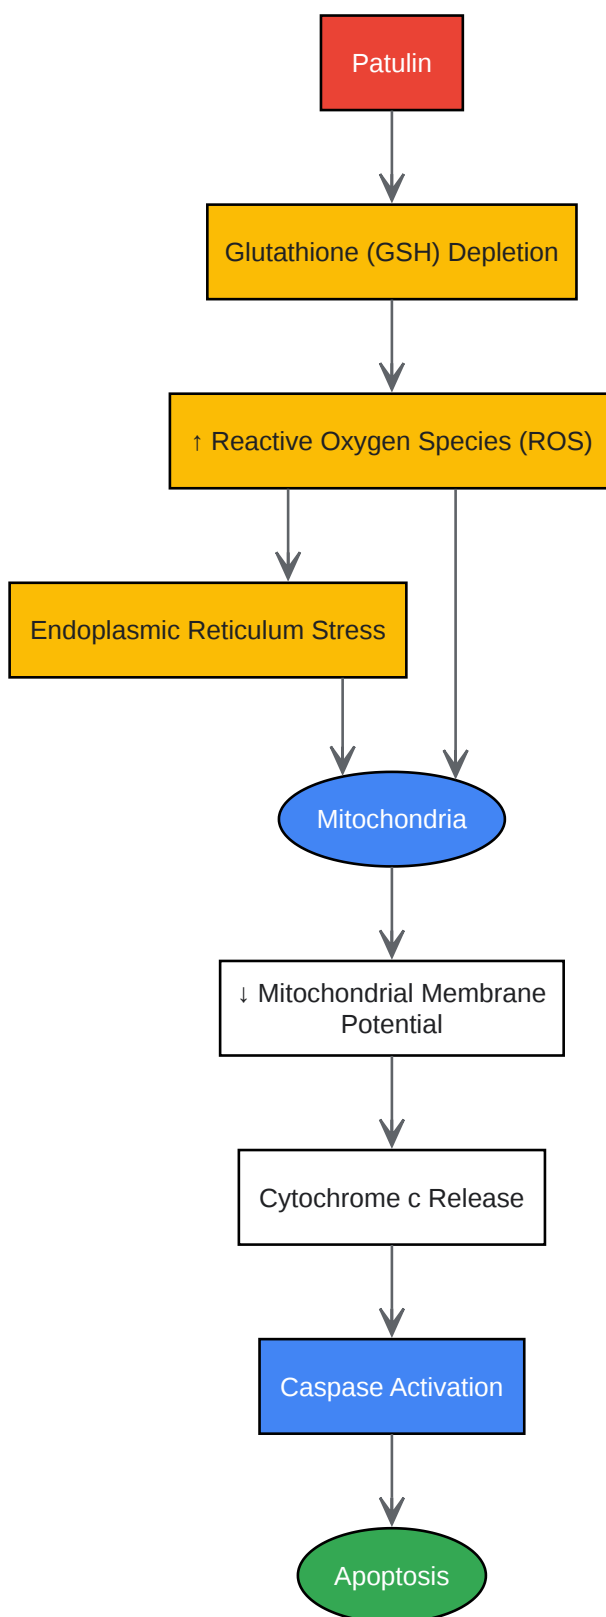 Patulin
Glutathione (GSH) Depletion
↑ Reactive Oxygen Species (ROS)
Endoplasmic Reticulum Stress
Mitochondria
↓ Mitochondrial Membrane
Potential
Cytochrome c Release
Caspase Activation
Apoptosis